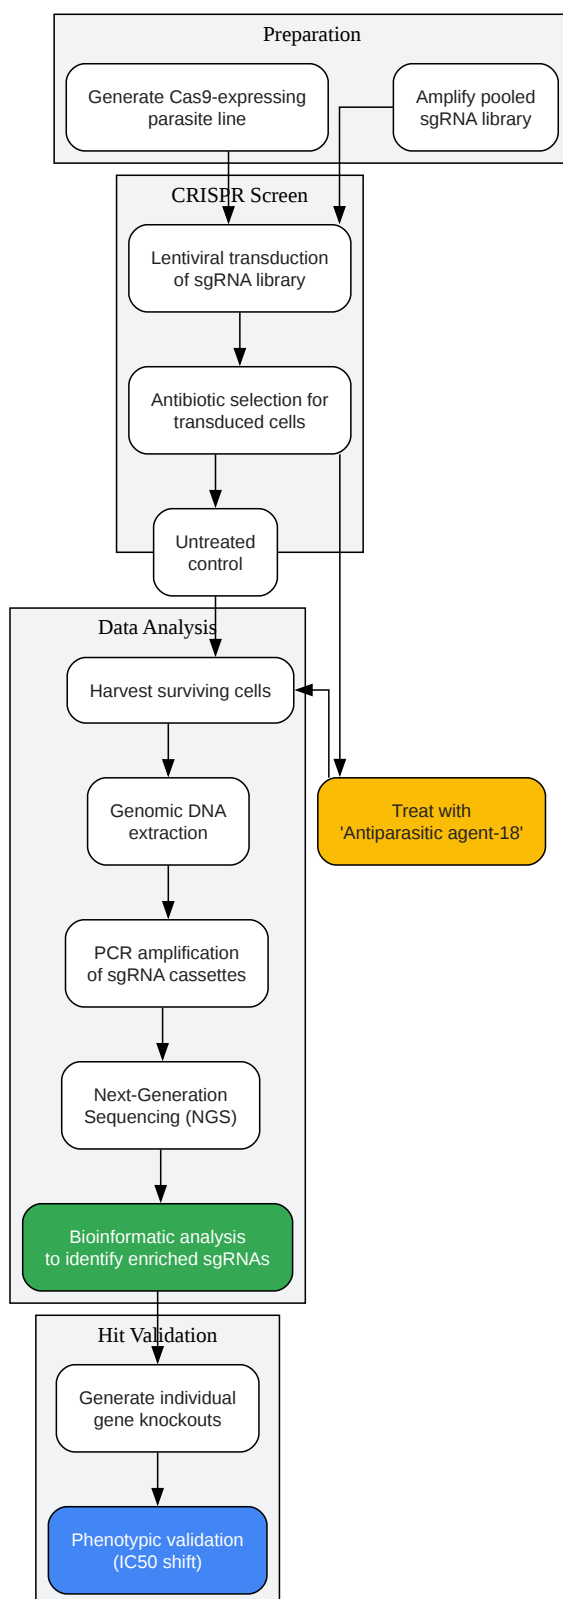 Preparation
Generate Cas9-expressing
parasite line
Amplify pooled
sgRNA library
CRISPR Screen
Lentiviral transduction
of sgRNA library
Antibiotic selection for
transduced cells
Untreated
control
Data Analysis
Harvest surviving cells
Genomic DNA
extraction
Treat with
'Antiparasitic agent-18'
PCR amplification
of sgRNA cassettes
Next-Generation
Sequencing (NGS)
Bioinformatic analysis
to identify enriched sgRNAs
Hit Validation
Generate individual
gene knockouts
Phenotypic validation
(IC50 shift)